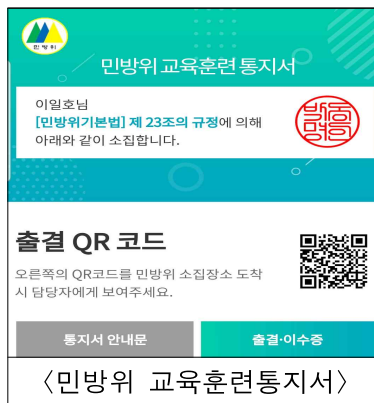 민방위
민방위 교육훈련 통지서
이일호님
[민방위기본법] 제 23조의 규정에 의해
아래와 같이 소집합니다.
출결 QR 코드
오른쪽의 QR코드를 민방위 소집장소 도착
시 담당자에게 보여주세요.
통지서 안내문
출결·이수증
〈민방위 교육훈련통지서〉